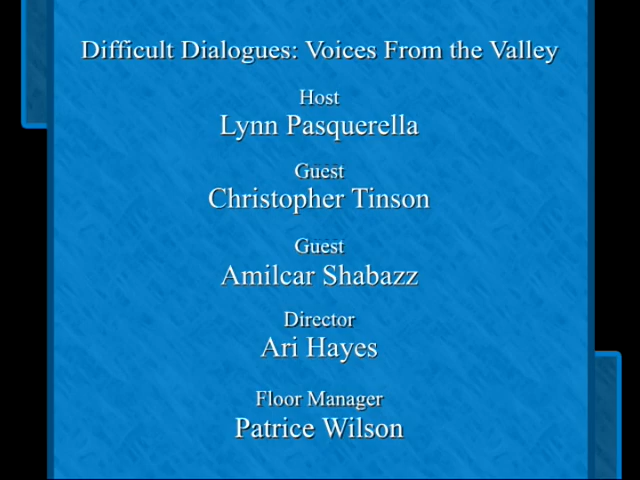 Difficult Dialogues: Voices From the Valley
Host
Lynn Pasquerella
Guest
Christopher Tinson
Guest
Amilcar Shabazz
Director
Ari Hayes
Floor Manager
Patrice Wilson